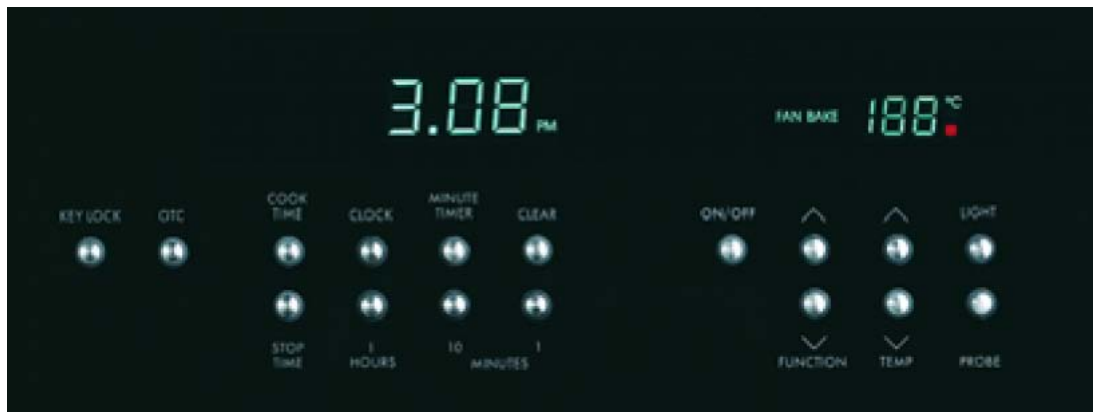 3.08 PM
FAN BAKE 188 °C
KEY LOCK
OTC
COOK
TIME
CLOCK
MINUTE
TIMER
CLEAR
ON/OFF
LIGHT
STOP
TIME
1
HOURS
10
1
MINUTES
FUNCTION
TEMP
PROBE